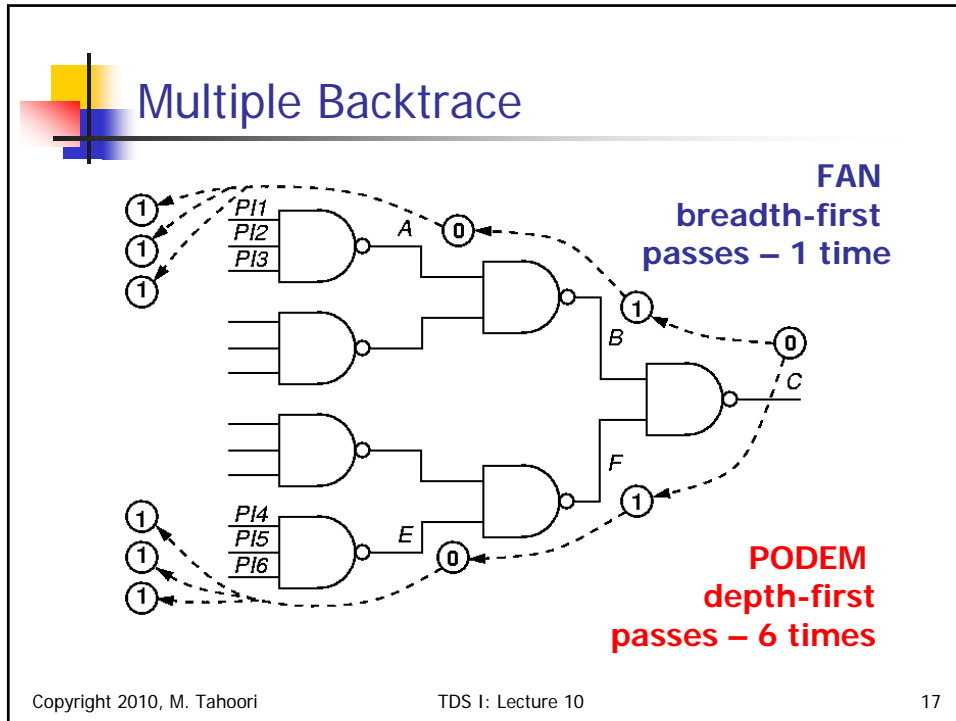 Multiple Backtrace
FAN
breadth-first
passes – 1 time
1
1
1
PI1
PI2
PI3
A
0
1
B
0
C
F
1
1
1
1
PI4
PI5
PI6
E
0
PODEM
depth-first
passes – 6 times
Copyright 2010, M. Tahoori
TDS I: Lecture 10
17